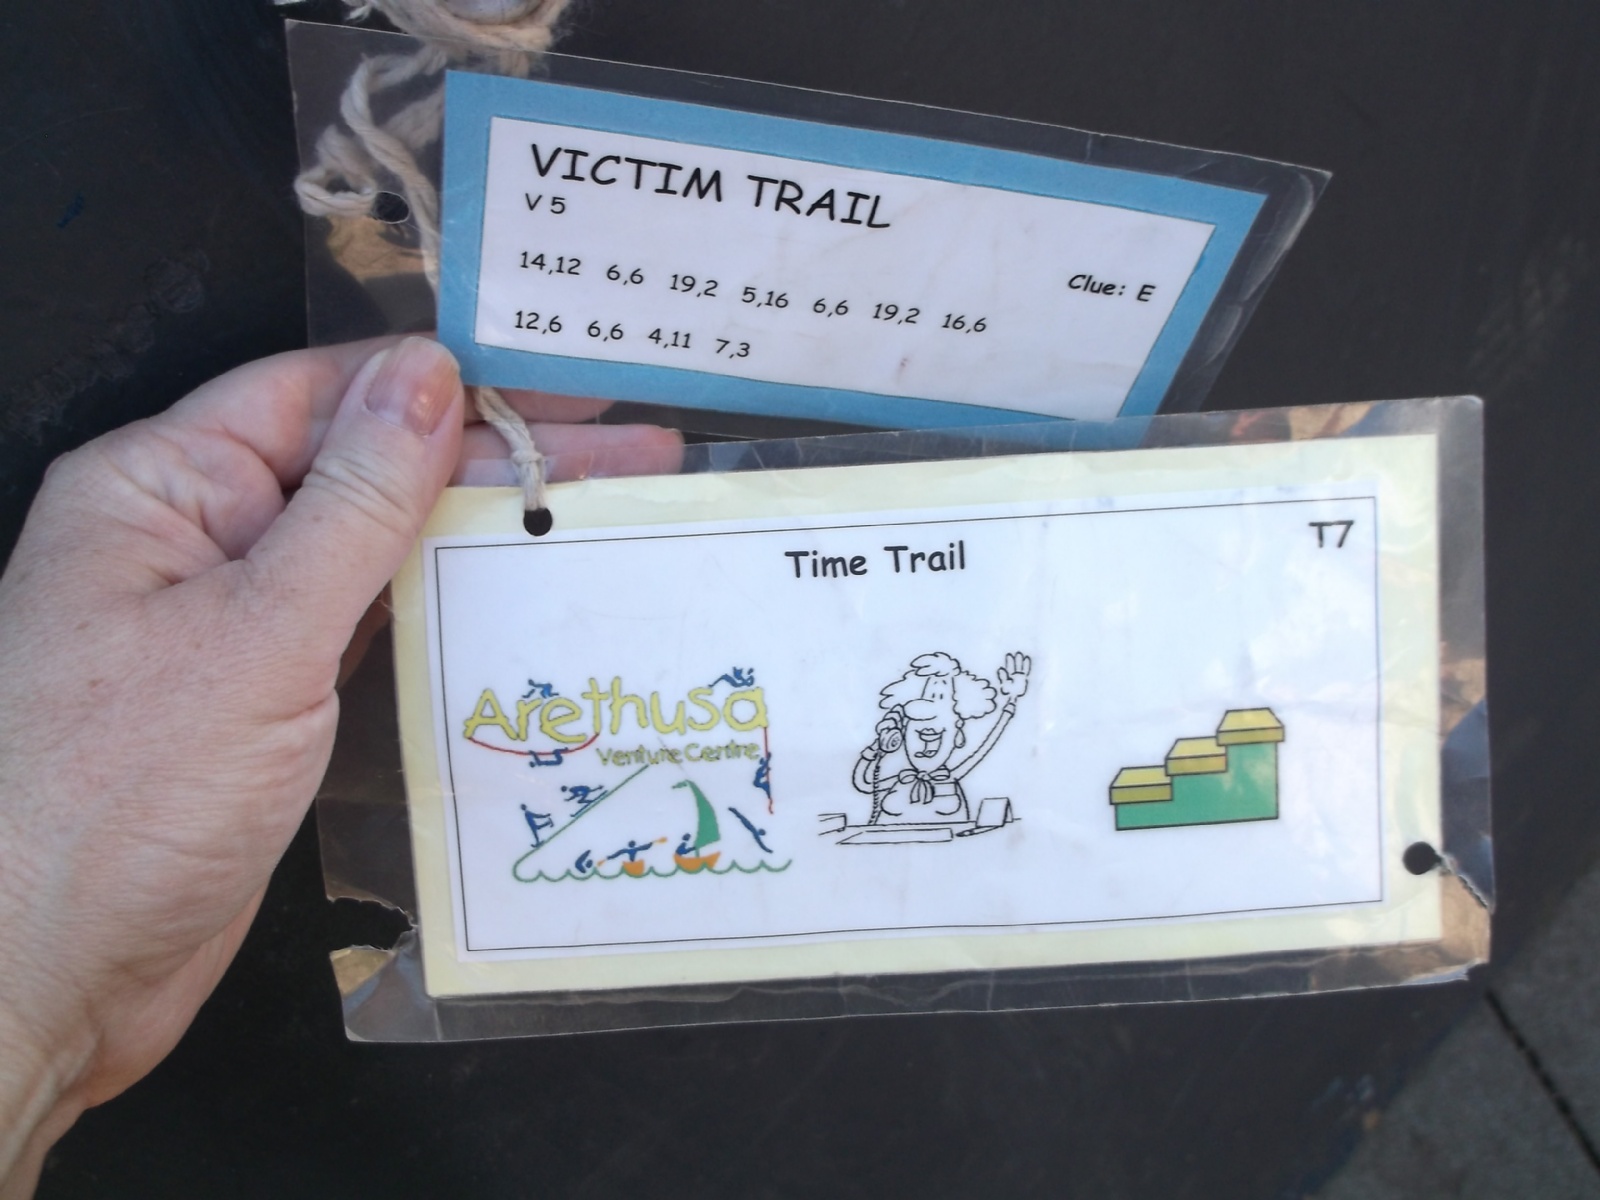 VICTIM TRAIL
V 5
Clue: E
14,12 6,6 19,2 5,16 6,6 19,2 16,6
12,6 6,6 4,11 7,3
T7
Time Trail
Arethusa
Venture Centre